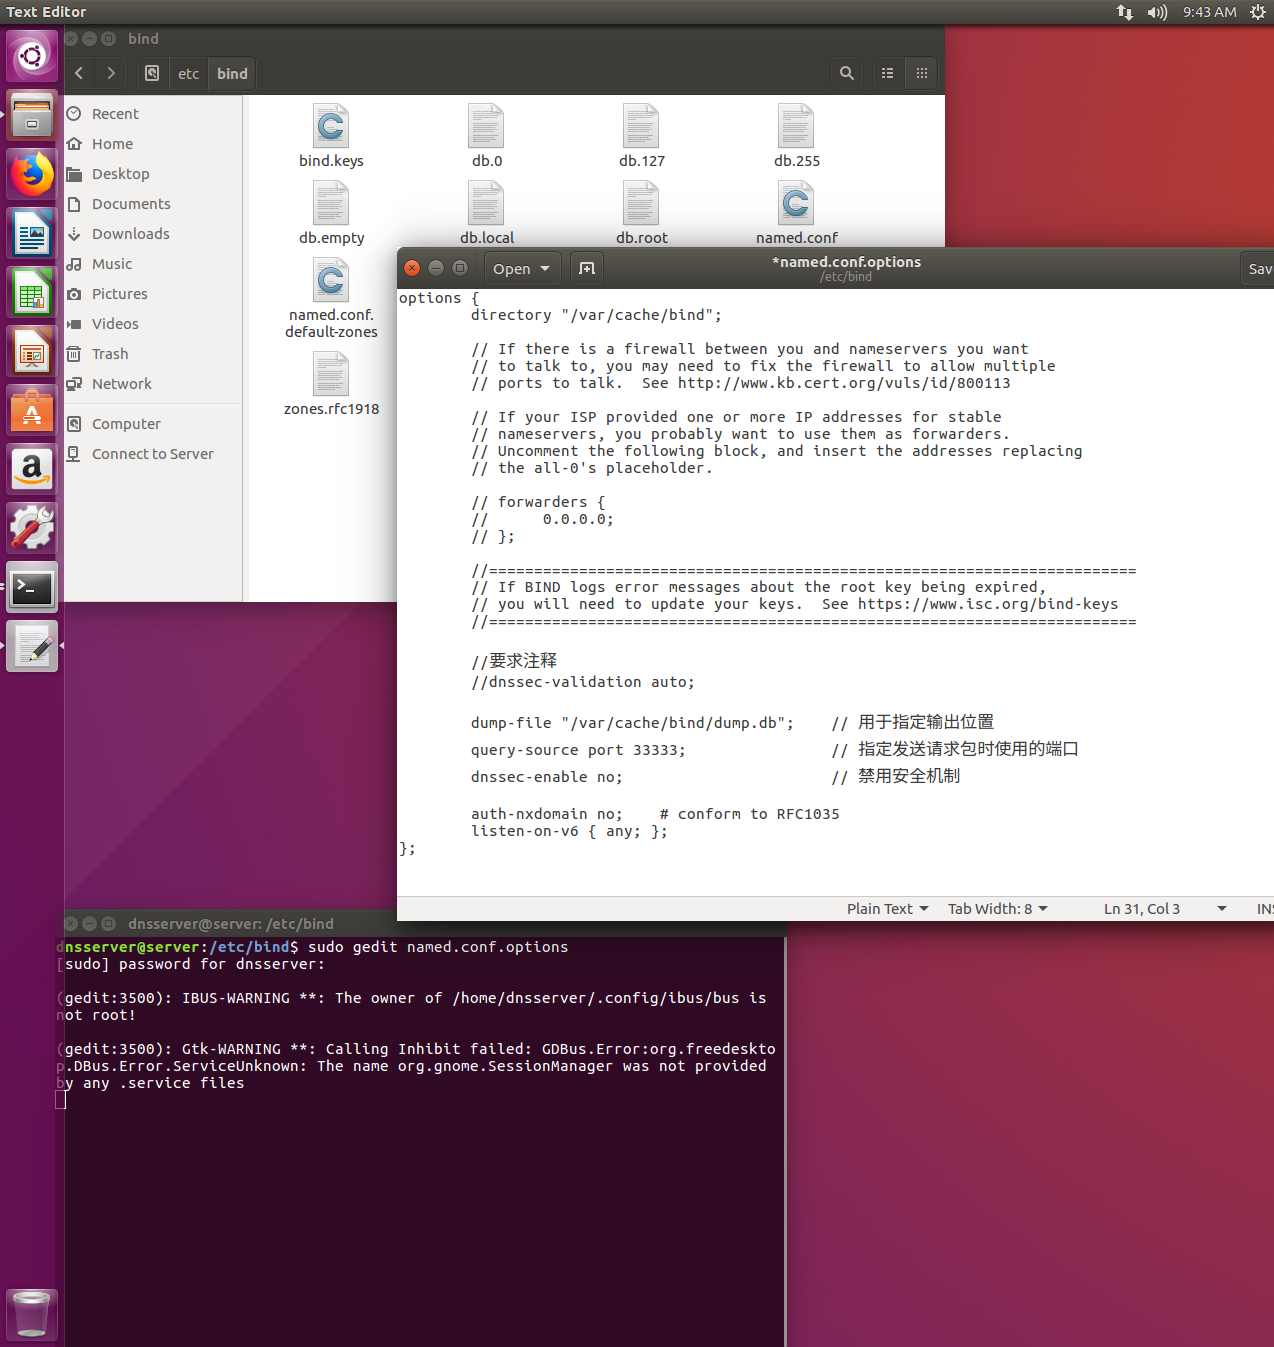 Text Editor
9:43 AM
bind
etc
bind
Recent
Home
Desktop
Documents
Downloads
Music
Pictures
Videos
Trash
Network
Computer
Connect to Server
bind.keys
db.0
db.127
db.255
db.empty
db.local
db.root
named.conf
named.conf.
default-zones
zones.rfc1918
Open
*named.conf.options
/etc/bind
Sav
options {
directory "/var/cache/bind";
// If there is a firewall between you and nameservers you want
// to talk to, you may need to fix the firewall to allow multiple
// ports to talk.  See http://www.kb.cert.org/vuls/id/800113
// If your ISP provided one or more IP addresses for stable
// nameservers, you probably want to use them as forwarders.
// Uncomment the following block, and insert the addresses replacing
// the all-0's placeholder.
// forwarders {
//      0.0.0.0;
// };
//========================================================================
// If BIND logs error messages about the root key being expired,
// you will need to update your keys.  See https://www.isc.org/bind-keys
//========================================================================
//要求注释
//dnssec-validation auto;
dump-file "/var/cache/bind/dump.db";    // 用于指定输出位置
query-source port 33333;                // 指定发送请求包时使用的端口
dnssec-enable no;                       // 禁用安全机制
auth-nxdomain no;    # conform to RFC1035
listen-on-v6 { any; };
};
Plain Text
Tab Width: 8
Ln 31, Col 3
INS
dnsserver@server: /etc/bind
dnsserver@server:/etc/bind$ sudo gedit named.conf.options
[sudo] password for dnsserver:
(gedit:3500): IBUS-WARNING **: The owner of /home/dnsserver/.config/ibus/bus is
not root!
(gedit:3500): Gtk-WARNING **: Calling Inhibit failed: GDBus.Error:org.freedeskto
p.DBus.Error.ServiceUnknown: The name org.gnome.SessionManager was not provided
by any .service files